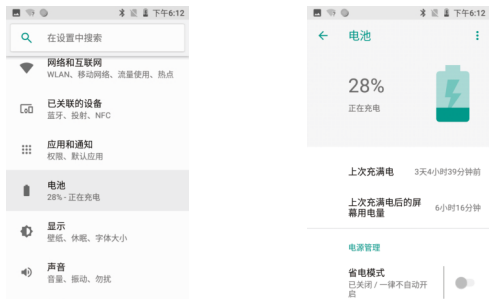 下午6:12
在设置中搜索
网络和互联网
WLAN、移动网络、流量使用、热点
已关联的设备
蓝牙、投射、NFC
应用和通知
权限、默认应用
电池
28% - 正在充电
显示
壁纸、休眠、字体大小
声音
音量、振动、勿扰
下午6:12
电池
28%
正在充电
上次充满电
3天4小时39分钟前
上次充满电后的屏
幕用电量
6小时16分钟
电源管理
省电模式
已关闭 / 一律不自动开
启